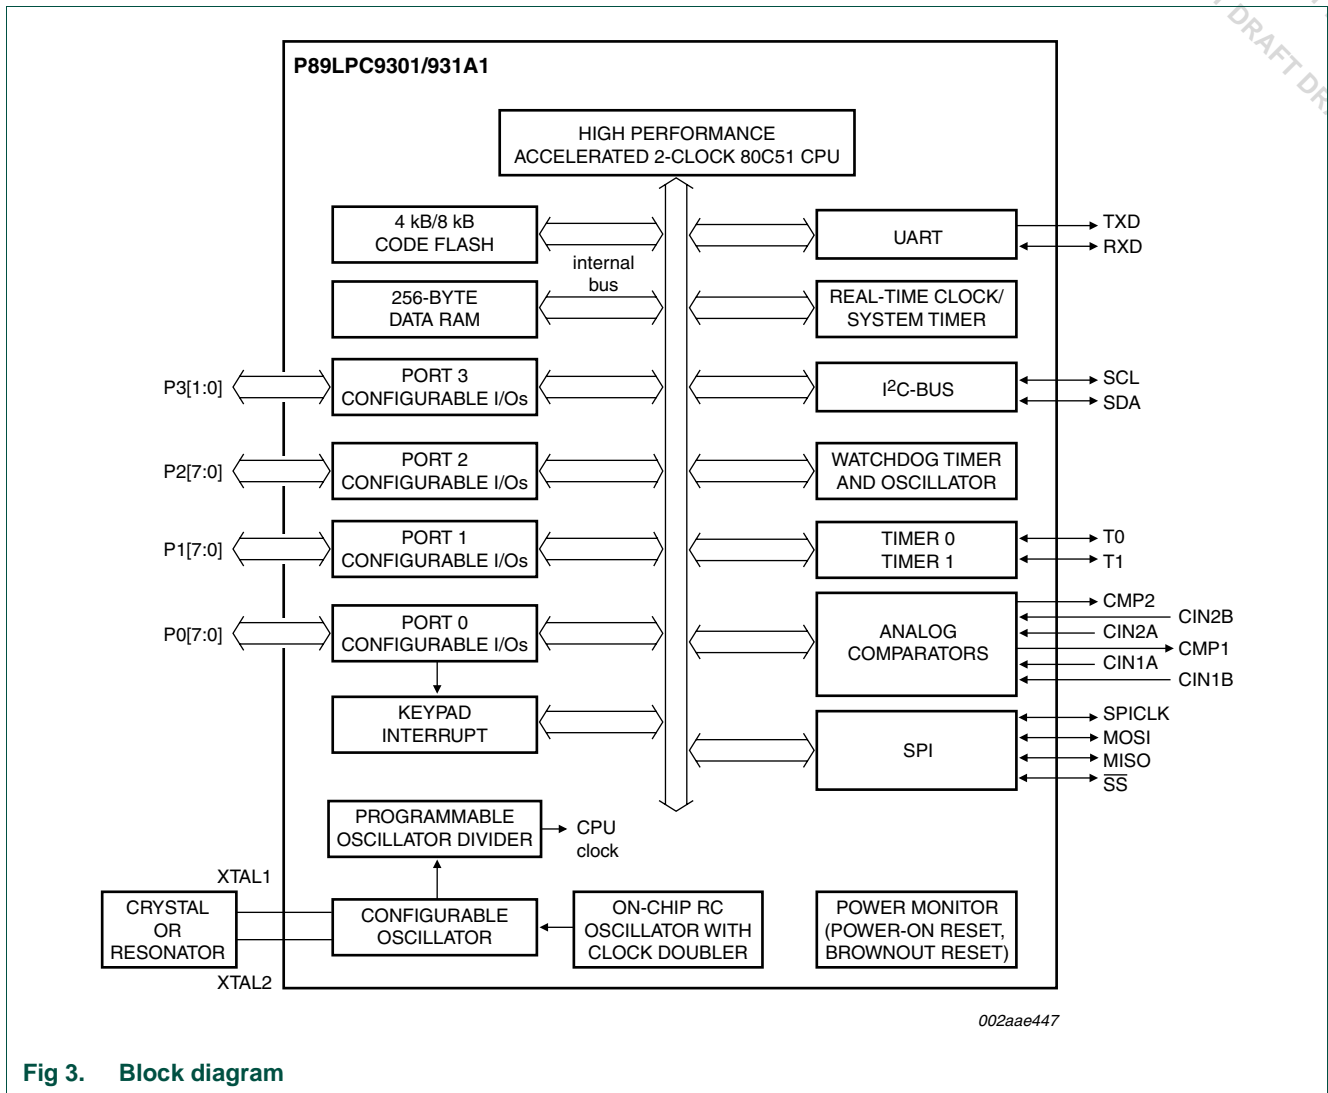 DRAFT DRA
P89LPC9301/931A1
HIGH PERFORMANCE
ACCELERATED 2-CLOCK 80C51 CPU
4 kB/8 kB
CODE FLASH
internal
bus
256-BYTE
DATA RAM
PORT 3
CONFIGURABLE I/Os
P3[1:0]
PORT 2
CONFIGURABLE I/Os
P2[7:0]
PORT 1
CONFIGURABLE I/Os
P1[7:0]
PORT 0
CONFIGURABLE I/Os
P0[7:0]
KEYPAD
INTERRUPT
UART
TXD
RXD
REAL-TIME CLOCK/
SYSTEM TIMER
I2C-BUS
SCL
SDA
WATCHDOG TIMER
AND OSCILLATOR
TIMER 0
TIMER 1
T0
T1
ANALOG
COMPARATORS
CMP2
CIN2B
CIN2A
CMP1
CIN1A
CIN1B
SPI
SPICLK
MOSI
MISO
SS
PROGRAMMABLE
OSCILLATOR DIVIDER
CPU
clock
XTAL1
CRYSTAL
OR
RESONATOR
XTAL2
CONFIGURABLE
OSCILLATOR
ON-CHIP RC
OSCILLATOR WITH
CLOCK DOUBLER
POWER MONITOR
(POWER-ON RESET,
BROWNOUT RESET)
002aae447
Fig 3. Block diagram